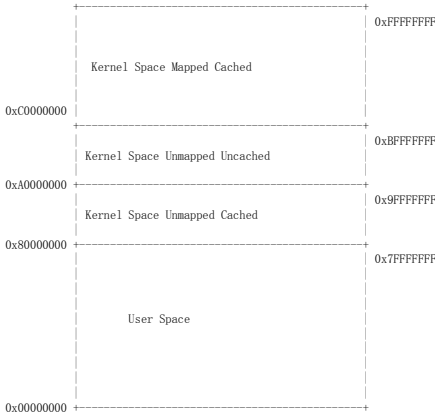 0xFFFFFFFF
Kernel Space Mapped Cached
0xC0000000
0xBFFFFFFF
Kernel Space Unmapped Uncached
0xA0000000
0x9FFFFFFF
Kernel Space Unmapped Cached
0x80000000
0x7FFFFFFF
User Space
0x00000000